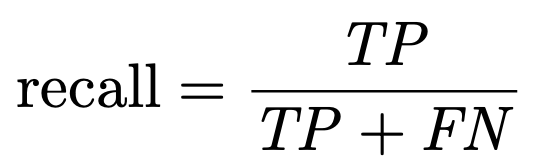 recall = TP / TP + FN